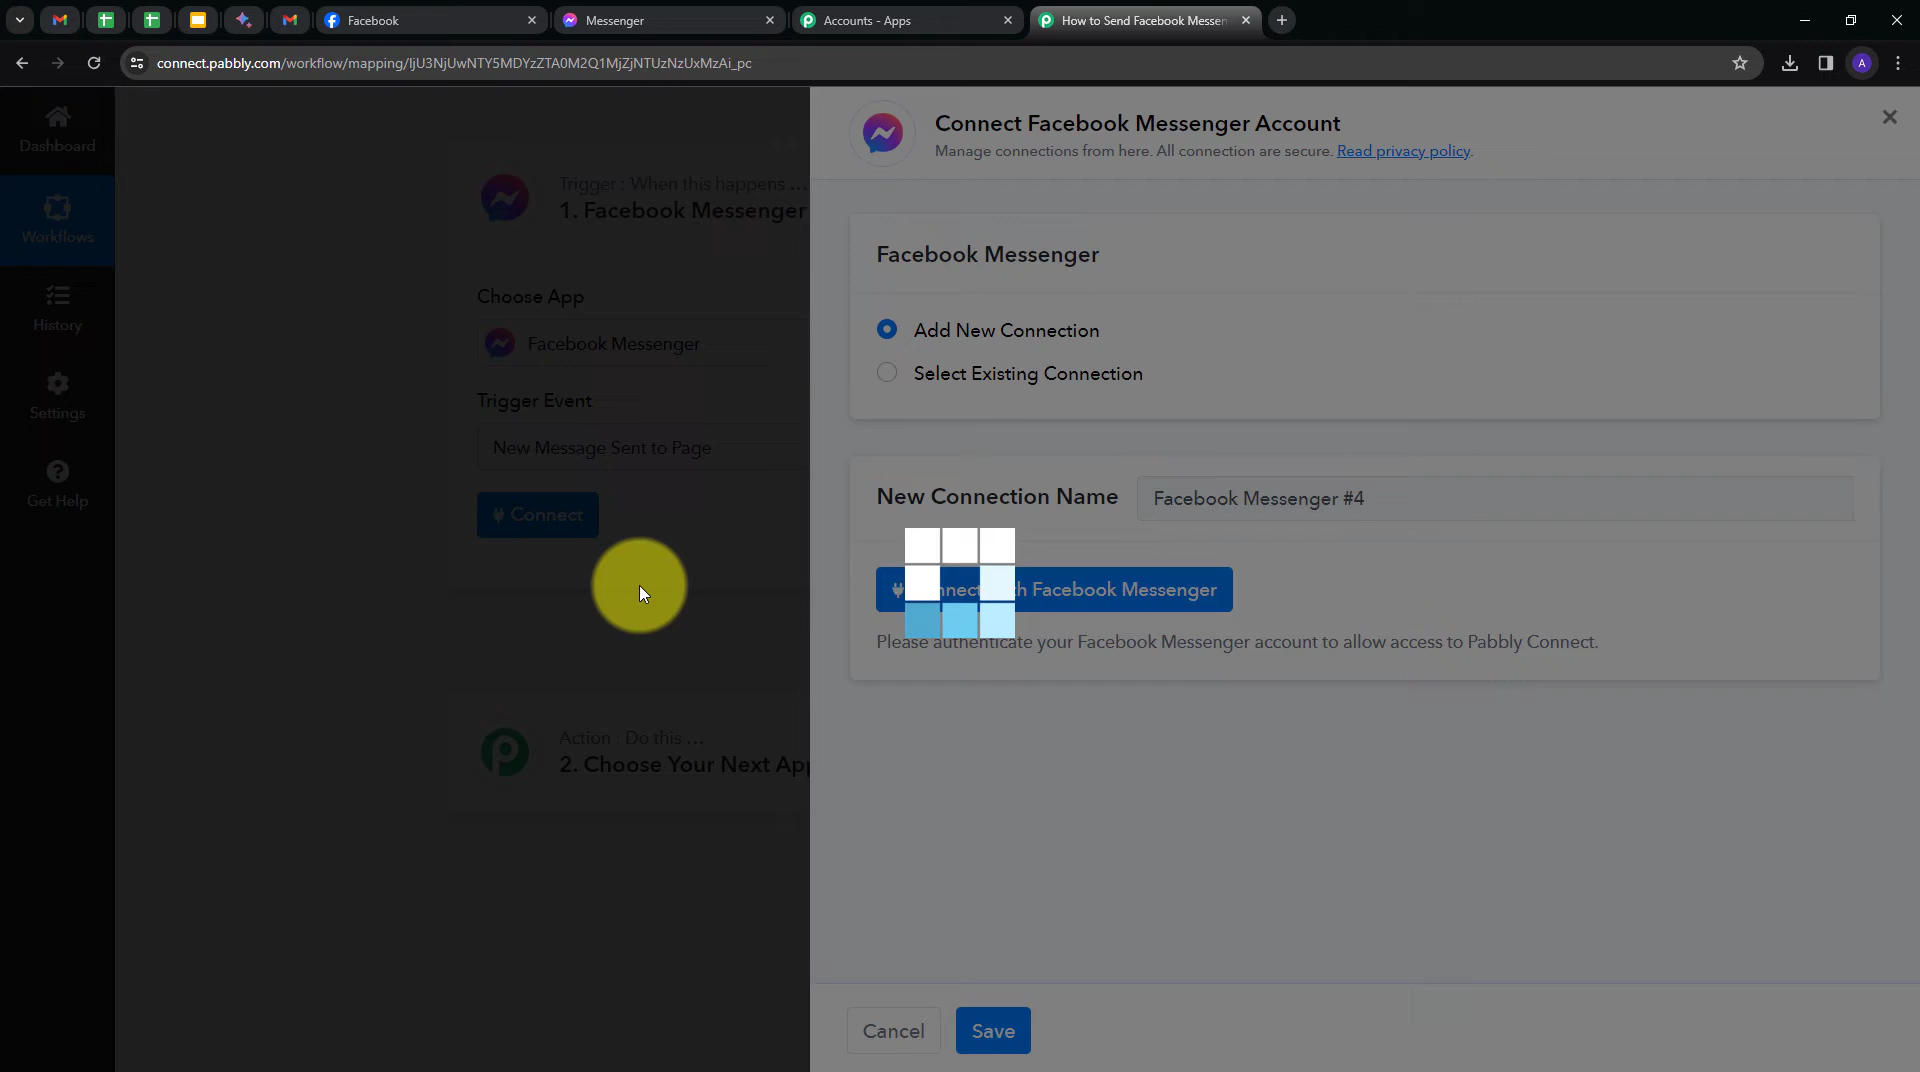 Facebook
Messenger
Accounts - Apps
How to Send Facebook Messen
connect.pabbly.com/workflow/mapping/IjU3NjUwNTY5MDYzZTA0M2Q1MjZjNTUzNzUxMzAi_pc
A
Dashboard
Workflows
History
Settings
Get Help
Trigger : When this happens ...
1. Facebook Messenger
Choose App
Facebook Messenger
Trigger Event
New Message Sent to Page
Connect
Action : Do this ...
2. Choose Your Next App
Connect Facebook Messenger Account
Manage connections from here. All connection are secure. Read privacy policy.
Facebook Messenger
Add New Connection
Select Existing Connection
New Connection Name
Facebook Messenger #4
Connect with Facebook Messenger
Please authenticate your Facebook Messenger account to allow access to Pabbly Connect.
Cancel
Save